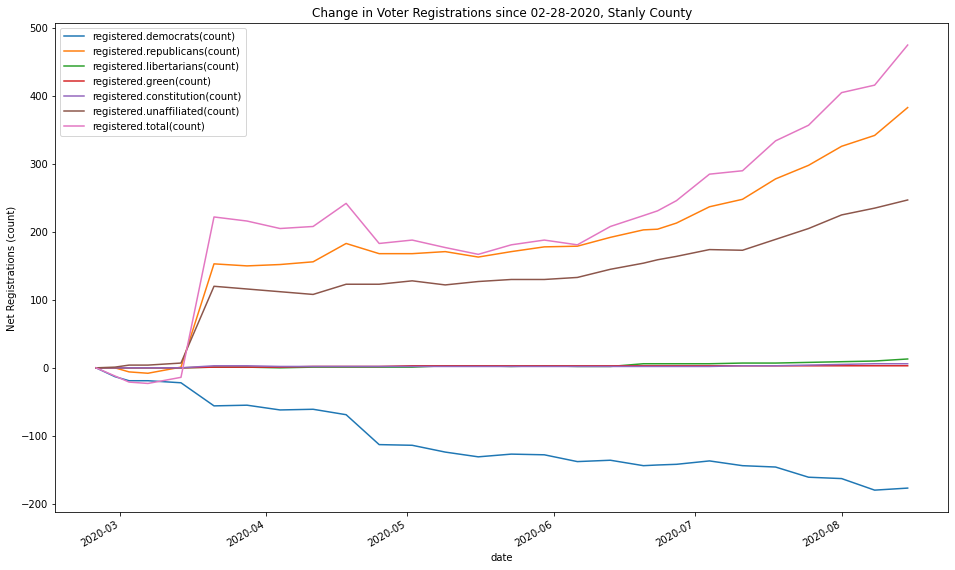 Change in Voter Registrations since 02-28-2020, Stanly County
registered.democrats(count)
registered.republicans(count)
registered.libertarians(count)
registered.green(count)
registered.constitution(count)
registered.unaffiliated(count)
registered.total(count)
Net Registrations (count)
500
400
300
200
100
0
−100
−200
2020-03
2020-04
2020-05
2020-06
2020-07
2020-08
date